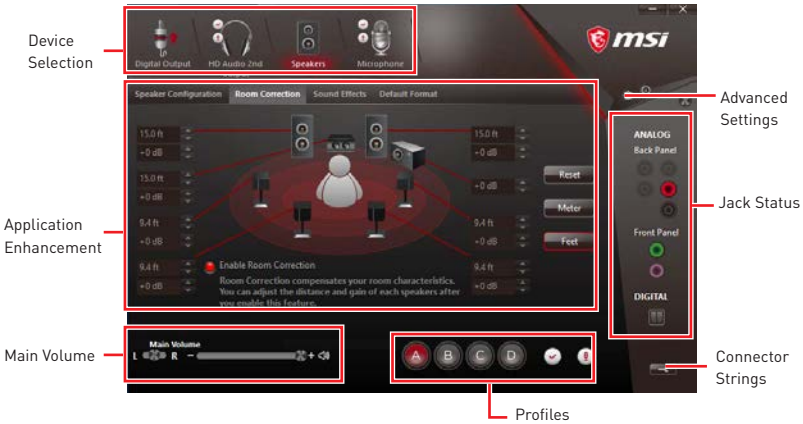 Device
Selection
Digital Output
HD Audio 2nd
Speakers
Microphone
msi
Advanced
Settings
Speaker Configuration
Room Correction
Sound Effects
Default Format
15.0 ft
+0 dB
15.0 ft
+0 dB
9.4 ft
+0 dB
9.4 ft
+0 dB
15.0 ft
+0 dB
+0 dB
9.4 ft
+0 dB
9.4 ft
+0 dB
Reset
Meter
Feet
Enable Room Correction
Room Correction compensates your room characteristics.
You can adjust the distance and gain of each speakers after
you enable this feature.
Application
Enhancement
ANALOG
Back Panel
Front Panel
DIGITAL
Jack Status
Main Volume
Main Volume
L R - +
A B C D
Profiles
Connector
Strings